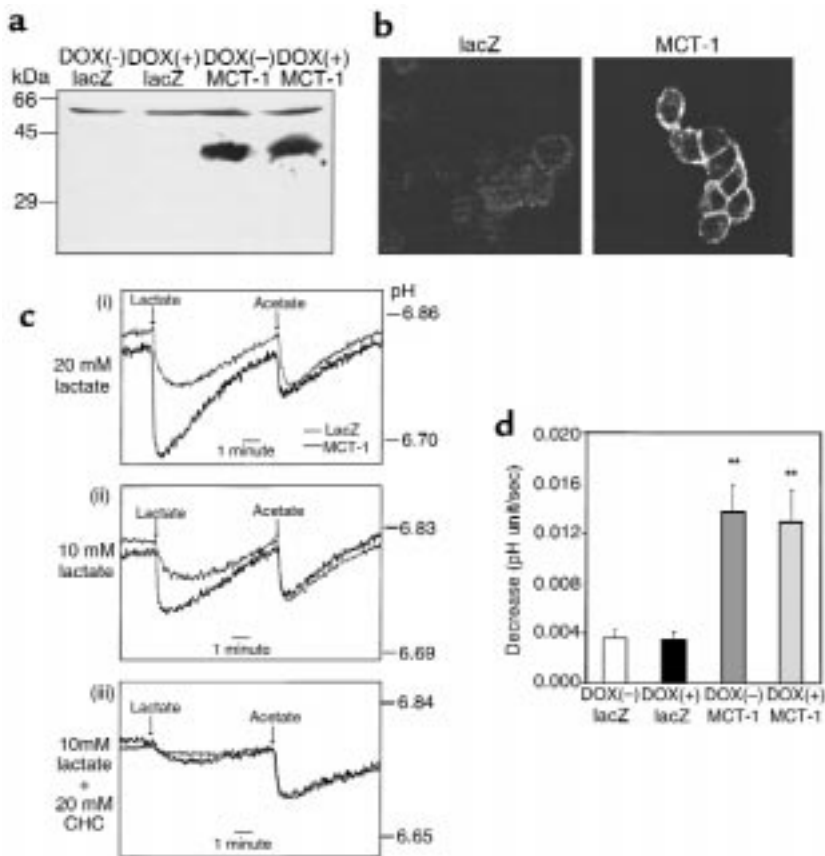 a
DOX(-) DOX(+) DOX(–) DOX(+)
kDa lacZ lacZ MCT-1 MCT-1
66
45
29
b
lacZ MCT-1
c
(i)
Lactate Acetate pH
6.86
20 mM
lactate
LacZ
MCT-1
1 minute
6.70
(ii)
Lactate Acetate
6.83
10 mM
lactate
1 minute
6.69
(iii)
Lactate Acetate
6.84
10mM
lactate
+
20 mM
CHC
1 minute
6.65
d
Decrease (pH unit/sec)
0.020
0.016
0.012
0.008
0.004
0.000
** **
DOX(–) DOX(+) DOX(–) DOX(+)
lacZ lacZ MCT-1 MCT-1